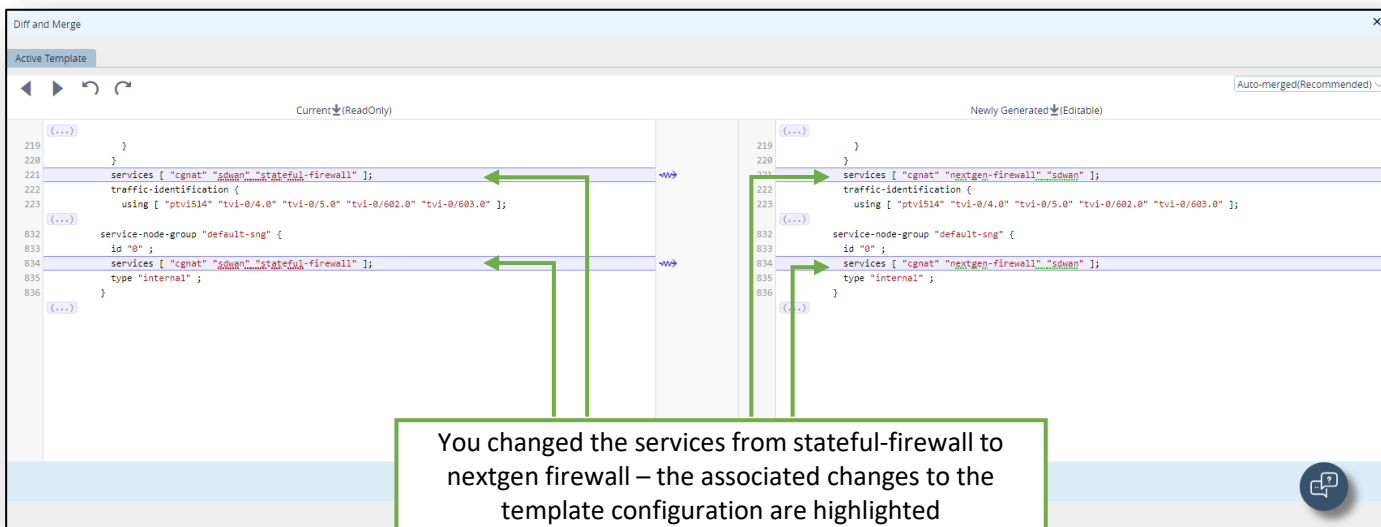 Diff and Merge
×
Active Template
Auto-merged(Recommended)
Current (ReadOnly)
Newly Generated (Editable)
(...)
(...)
219 }
219 }
220 }
220 }
221 services [ "cgnat" "sdwan" "stateful-firewall" ];
221 services [ "cgnat" "nextgen-firewall" "sdwan" ];
222 traffic-identification {
222 traffic-identification {
223 using [ "ptvi514" "tvi-0/4.0" "tvi-0/5.0" "tvi-0/602.0" "tvi-0/603.0" ];
223 using [ "ptvi514" "tvi-0/4.0" "tvi-0/5.0" "tvi-0/602.0" "tvi-0/603.0" ];
(...)
(...)
832 service-node-group "default-sng" {
832 service-node-group "default-sng" {
833 id "0" ;
833 id "0" ;
834 services [ "cgnat" "sdwan" "stateful-firewall" ];
834 services [ "cgnat" "nextgen-firewall" "sdwan" ];
835 type "internal" ;
835 type "internal" ;
836 }
836 }
(...)
(...)
You changed the services from stateful-firewall to
nextgen firewall – the associated changes to the
template configuration are highlighted